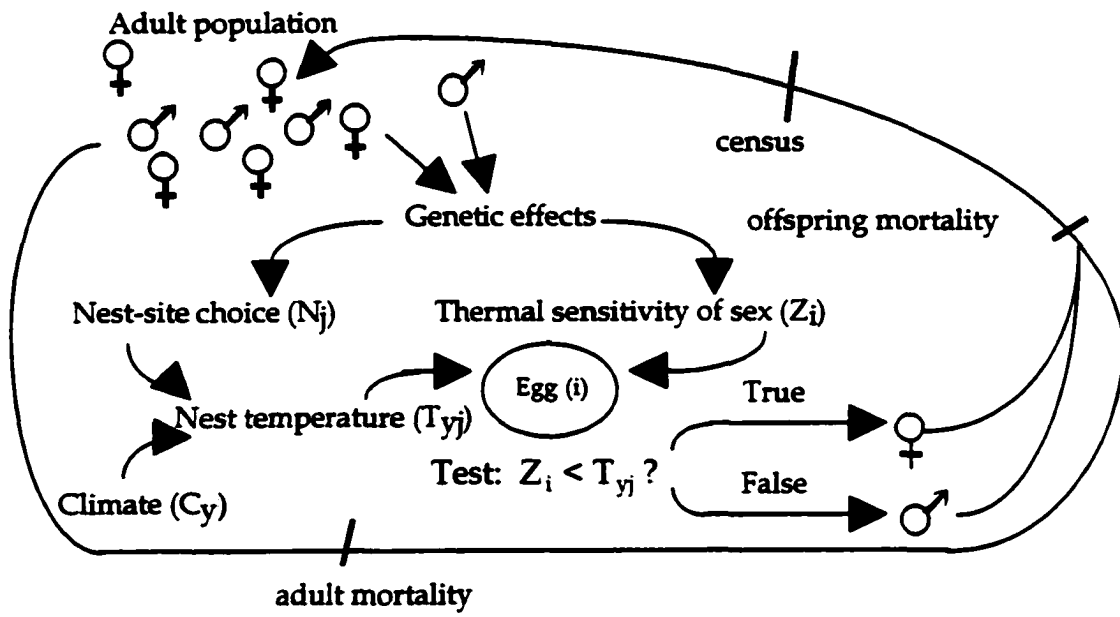 Adult population
census
Genetic effects
offspring mortality
Nest-site choice (Nj)
Thermal sensitivity of sex (Zi)
Egg (i)
True
Nest temperature (Tyj)
Test: Zi < Tyj ?
False
Climate (Cy)
adult mortality